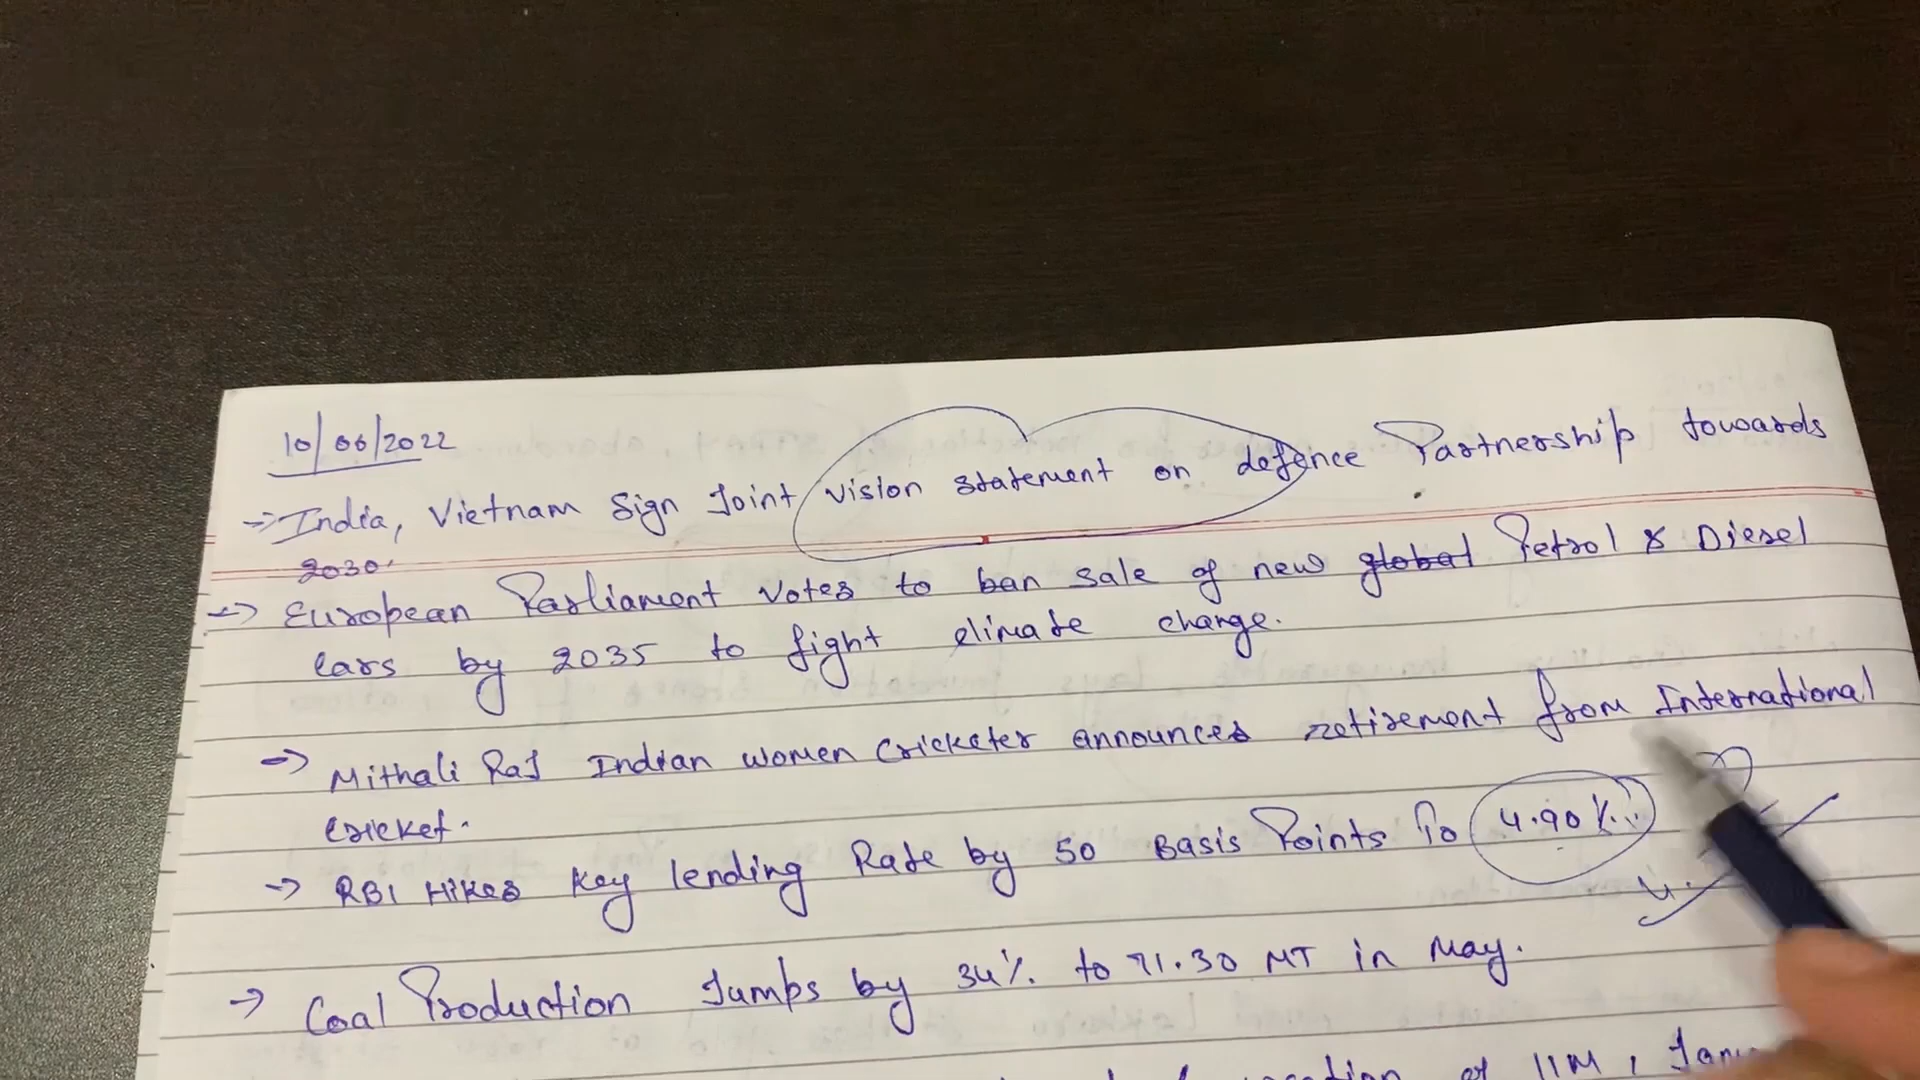 10/06/2022
→ India, Vietnam Sign Joint vision statement on defence Partnership towards
2030.
→ European Parliament votes to ban sale of new global Petrol & Diesel
cars by 2035 to fight climate change.
→ Mithali Raj Indian women cricketer announces retirement from International
cricket.
→ RBI Hikes key lending Rate by 50 Basis Points To 4.90%.
4.
→ Coal Production Jumps by 34% to 71.30 MT in May.
of IIM,